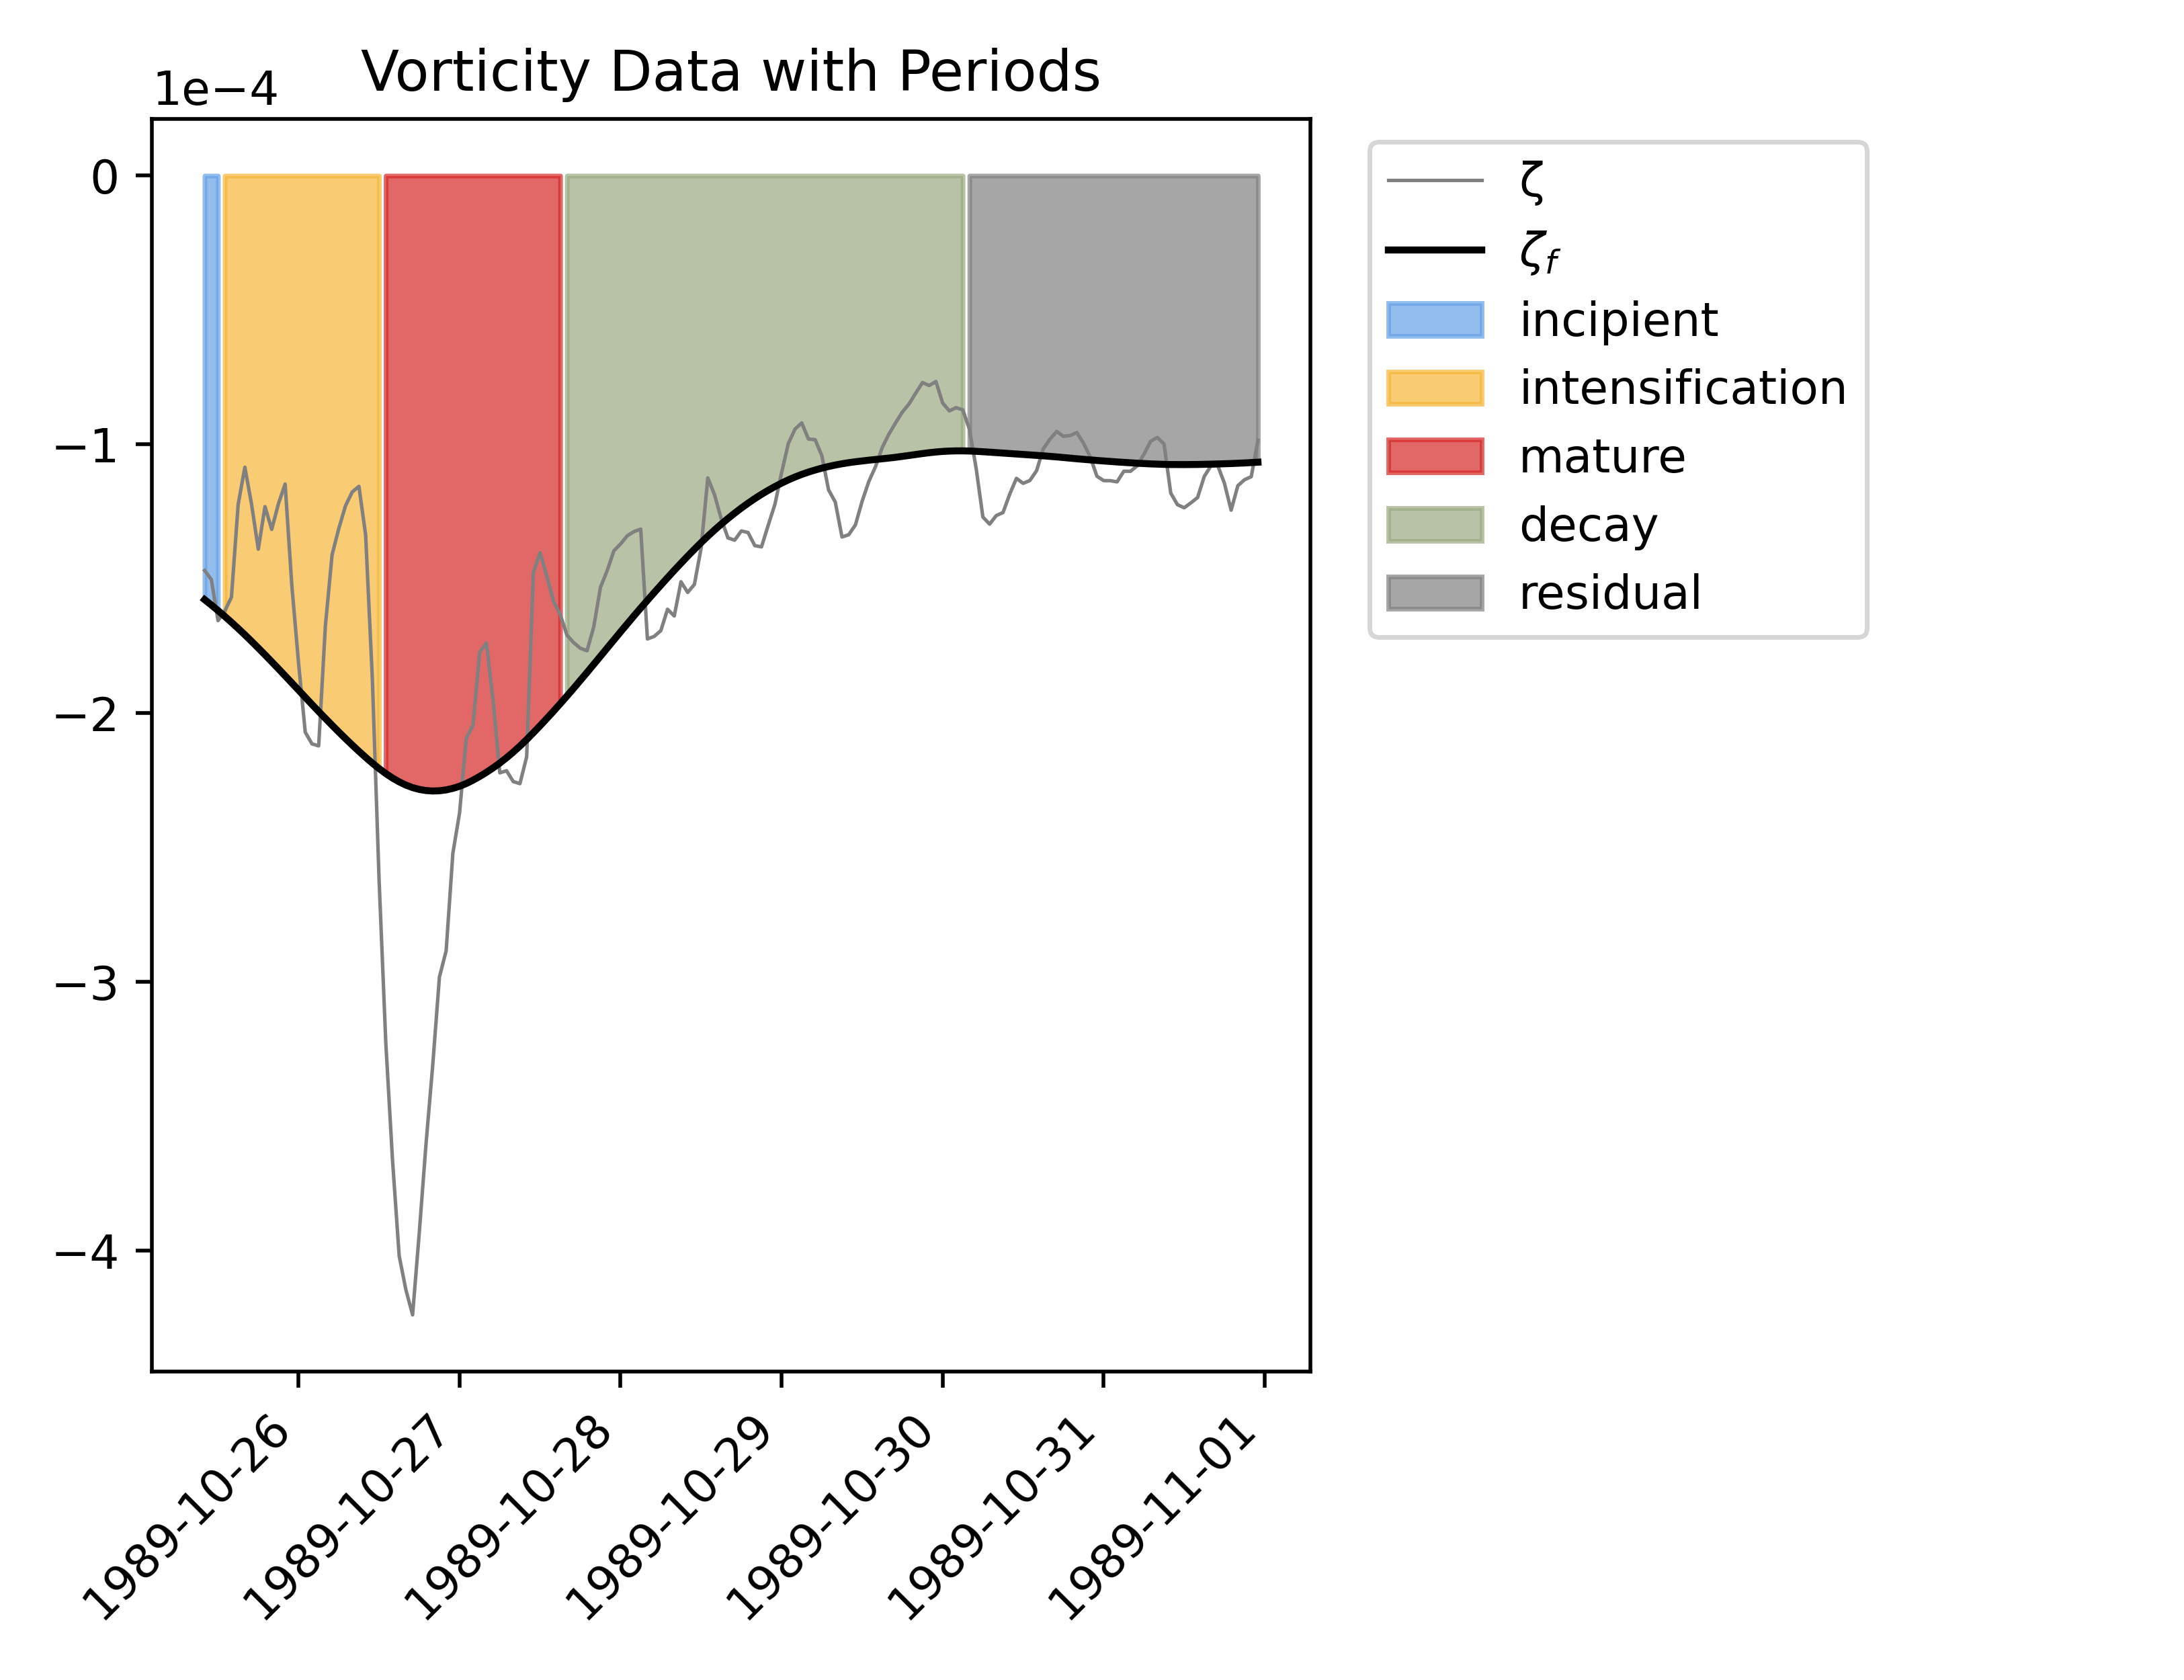 Vorticity Data with Periods
1e−4
0
−1
−2
−3
−4
1989-10-26
1989-10-27
1989-10-28
1989-10-29
1989-10-30
1989-10-31
1989-11-01
ζ
ζf
incipient
intensification
mature
decay
residual